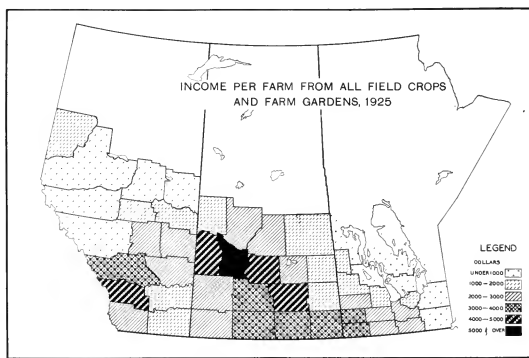 INCOME PER FARM FROM ALL FIELD CROPS
AND FARM GARDENS, 1925
LEGEND
DOLLARS
UNDER 1000
1000-2000
2000-3000
3000-4000
4000-5000
5000 & OVER